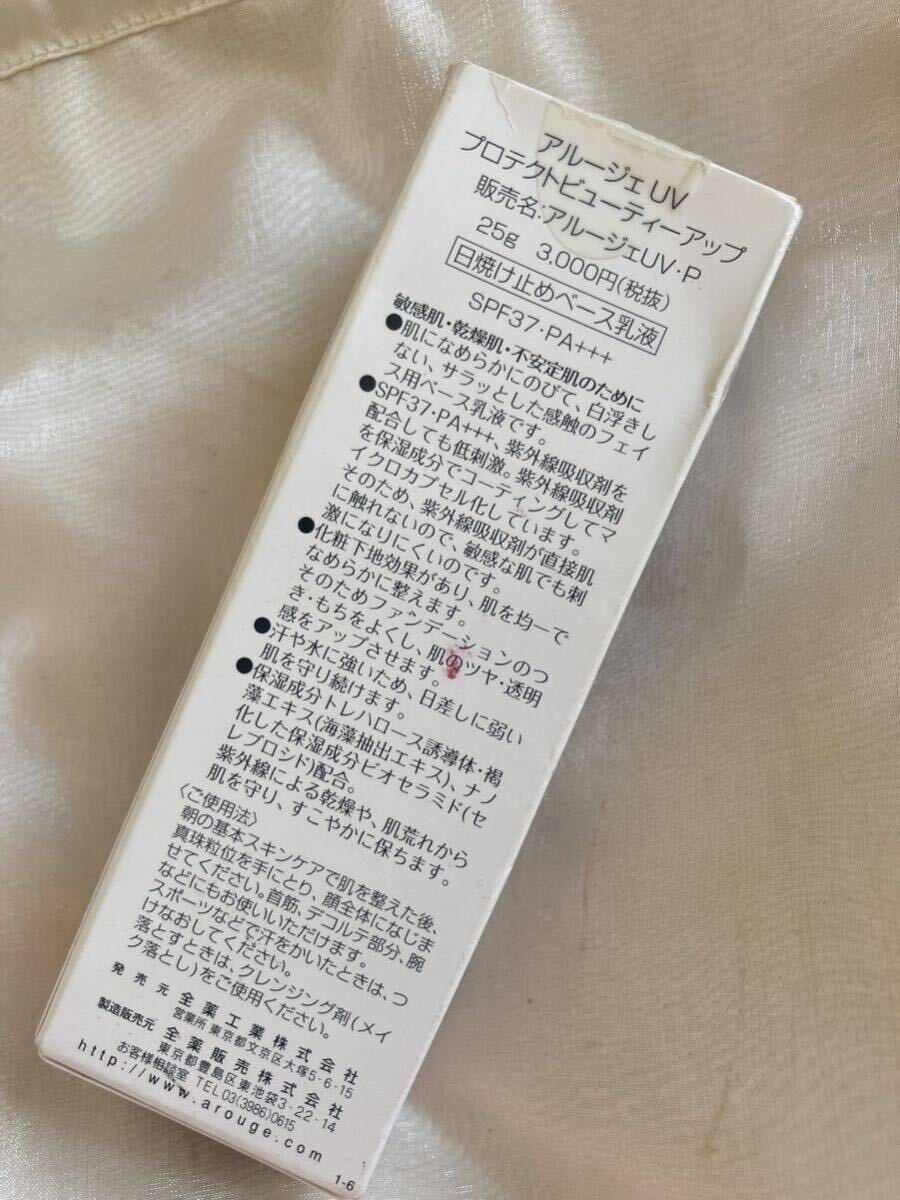 アルージェ UV
プロテクトビューティーアップ
販売名:アルージェUV・P
25g 3,000円(税抜)
日焼け止めベース乳液
SPF37・PA+++
敏感肌・乾燥肌・不安定肌のために
●肌になめらかにのびて、白浮きし
ない、サラッとした感触のフェイ
ス用ベース乳液です。
●SPF37・PA+++、紫外線吸収剤を
配合しても低刺激。紫外線吸収剤
を保湿成分でコーティングしてマ
イクロカプセル化しています。
そのため、紫外線吸収剤が直接肌
に触れないので、敏感な肌でも刺
激になりにくいのです。
●化粧下地効果があり、肌を均一で
なめらかに整えます。
そのためファンデーションのつ
き・もちをよくし、肌のツヤ・透明
感をアップさせます。
●汗や水に強いため、日差しに弱い
肌を守り続けます。
●保湿成分トレハロース誘導体・褐
藻エキス(海藻抽出エキス)、ナノ
化した保湿成分ビオセラミド(セ
レブロシド)配合。
紫外線による乾燥や、肌荒れから
肌を守り、すこやかに保ちます。
〈ご使用法〉
朝の基本スキンケアで肌を整えた後、
真珠粒位を手にとり、顔全体になじま
せてください。首筋、デコルテ部分、腕
などにもお使いいただけます。
スポーツなどで汗をかいたときは、つ
けなおしてください。
落とすときは、クレンジング剤(メイ
ク落とし)をご使用ください。
発売元 全薬工業株式会社
営業所 東京都文京区大塚5-6-15
製造販売元 全薬販売株式会社
東京都豊島区東池袋3-22-14
お客様相談室 TEL 03(3986)0615
http://www.arouge.com
1-6